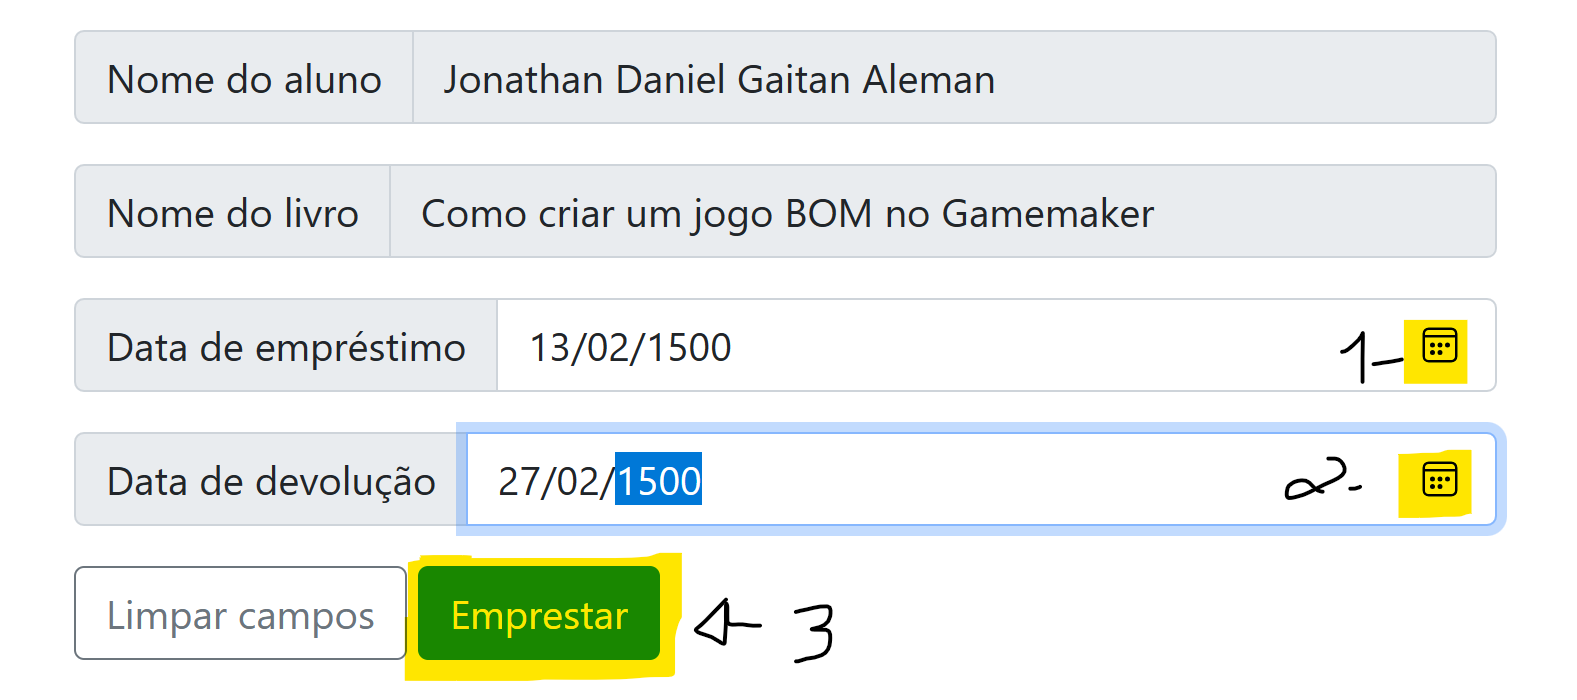 Nome do aluno Jonathan Daniel Gaitan Aleman
Nome do livro Como criar um jogo BOM no Gamemaker
Data de empréstimo 13/02/1500 1-
Data de devolução 27/02/1500 2-
Limpar campos Emprestar 3